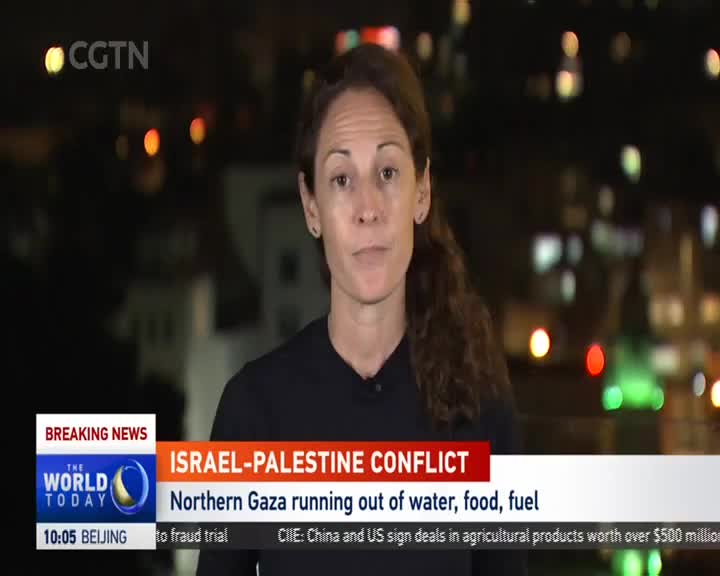 CGTN
BREAKING NEWS
THE
WORLD
TODAY
10:05 BEIJING
ISRAEL-PALESTINE CONFLICT
Northern Gaza running out of water, food, fuel
to fraud trial CIIE: China and US sign deals in agricultural products worth over $500 million